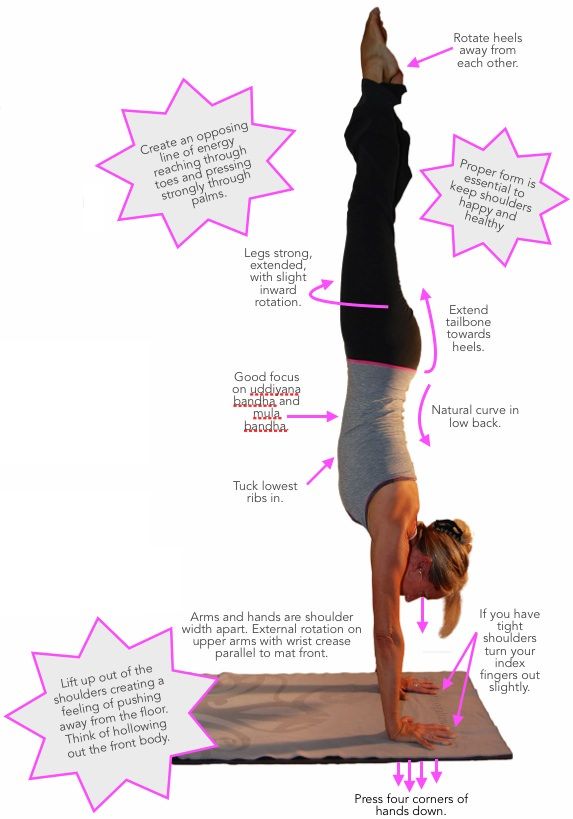 Rotate heels
away from
each other.
Create an opposing
line of energy
reaching through
toes and pressing
strongly through
palms.
Proper form is
essential to
keep shoulders
happy and
healthy
Legs strong,
extended,
with slight
inward
rotation.
Extend
tailbone
towards
heels.
Good focus
on uddiyana
bandha and
mula
bandha.
Natural curve in
low back.
Tuck lowest
ribs in.
Arms and hands are shoulder
width apart. External rotation on
upper arms with wrist crease
parallel to mat front.
If you have
tight
shoulders
turn your
index
fingers out
slightly.
Lift up out of the
shoulders creating a
feeling of pushing
away from the floor.
Think of hollowing
out the front body.
Press four corners of
hands down.